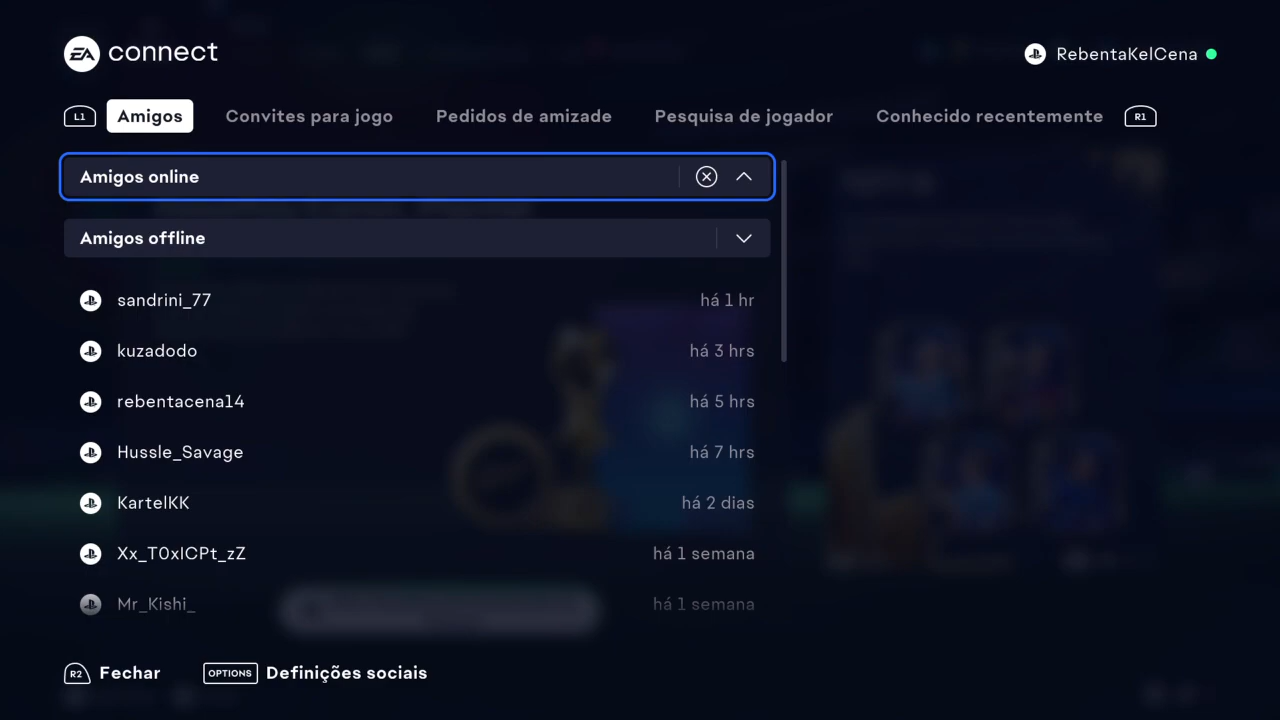 EA connect
RebentaKelCena
L1 Amigos Convites para jogo Pedidos de amizade Pesquisa de jogador Conhecido recentemente R1
Amigos online
Amigos offline
sandrini_77 há 1 hr
kuzadodo há 3 hrs
rebentacena14 há 5 hrs
Hussle_Savage há 7 hrs
KartelKK há 2 dias
Xx_T0xICPt_zZ há 1 semana
Mr_Kishi_ há 1 semana
R2 Fechar OPTIONS Definições sociais